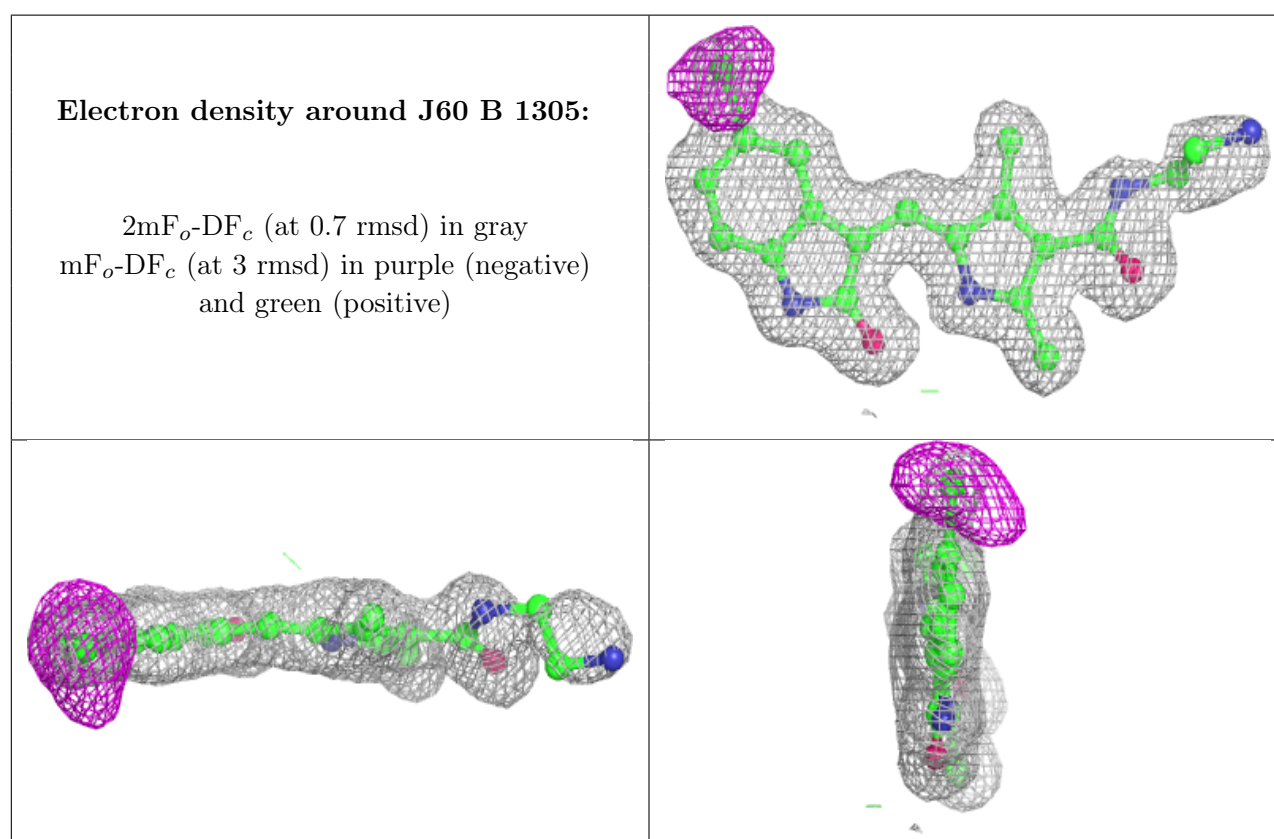 Electron density around J60 B 1305:
2mFo-DFc (at 0.7 rmsd) in gray
mFo-DFc (at 3 rmsd) in purple (negative)
and green (positive)